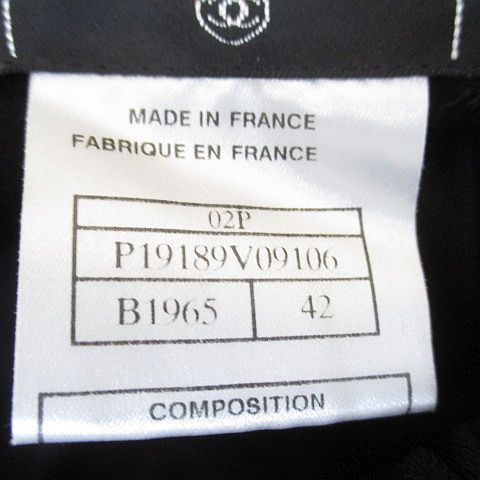 MADE IN FRANCE
FABRIQUE EN FRANCE
02P
P19189V09106
B1965 42
COMPOSITION